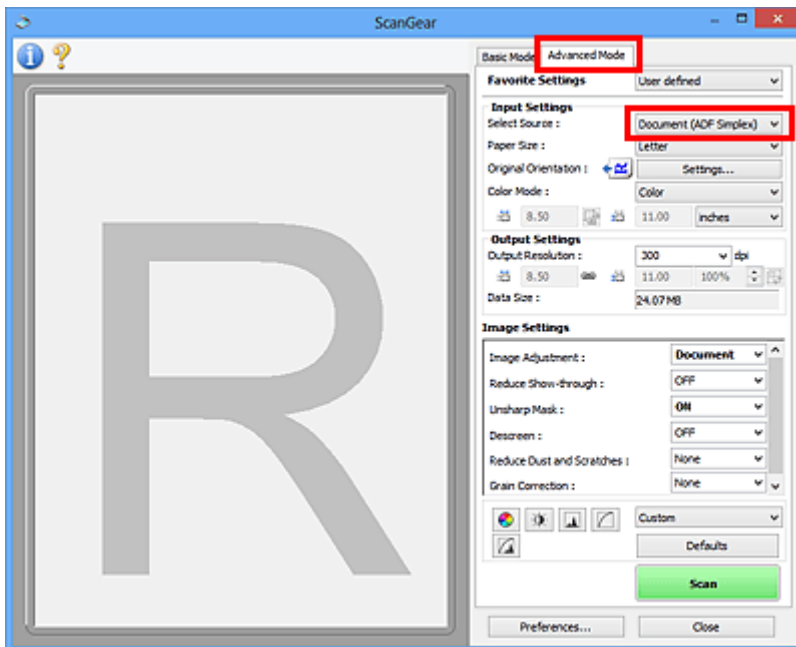 ScanGear
Basic Mode Advanced Mode
Favorite Settings User defined
Input Settings
Select Source : Document (ADF Simplex)
Paper Size : Letter
Original Orientation : Settings...
Color Mode : Color
8.50 11.00 inches
Output Settings
Output Resolution : 300 dpi
8.50 11.00 100%
Data Size : 24.07 MB
Image Settings
Image Adjustment : Document
Reduce Show-through : OFF
Unsharp Mask : ON
Descreen : OFF
Reduce Dust and Scratches : None
Grain Correction : None
Custom
Defaults
Scan
Preferences... Close
R